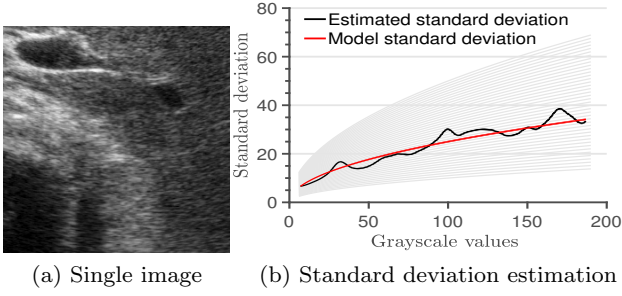 80
Estimated standard deviation
Model standard deviation
60
40
20
0
Standard deviation
0 50 100 150 200
Grayscale values
(a) Single image
(b) Standard deviation estimation